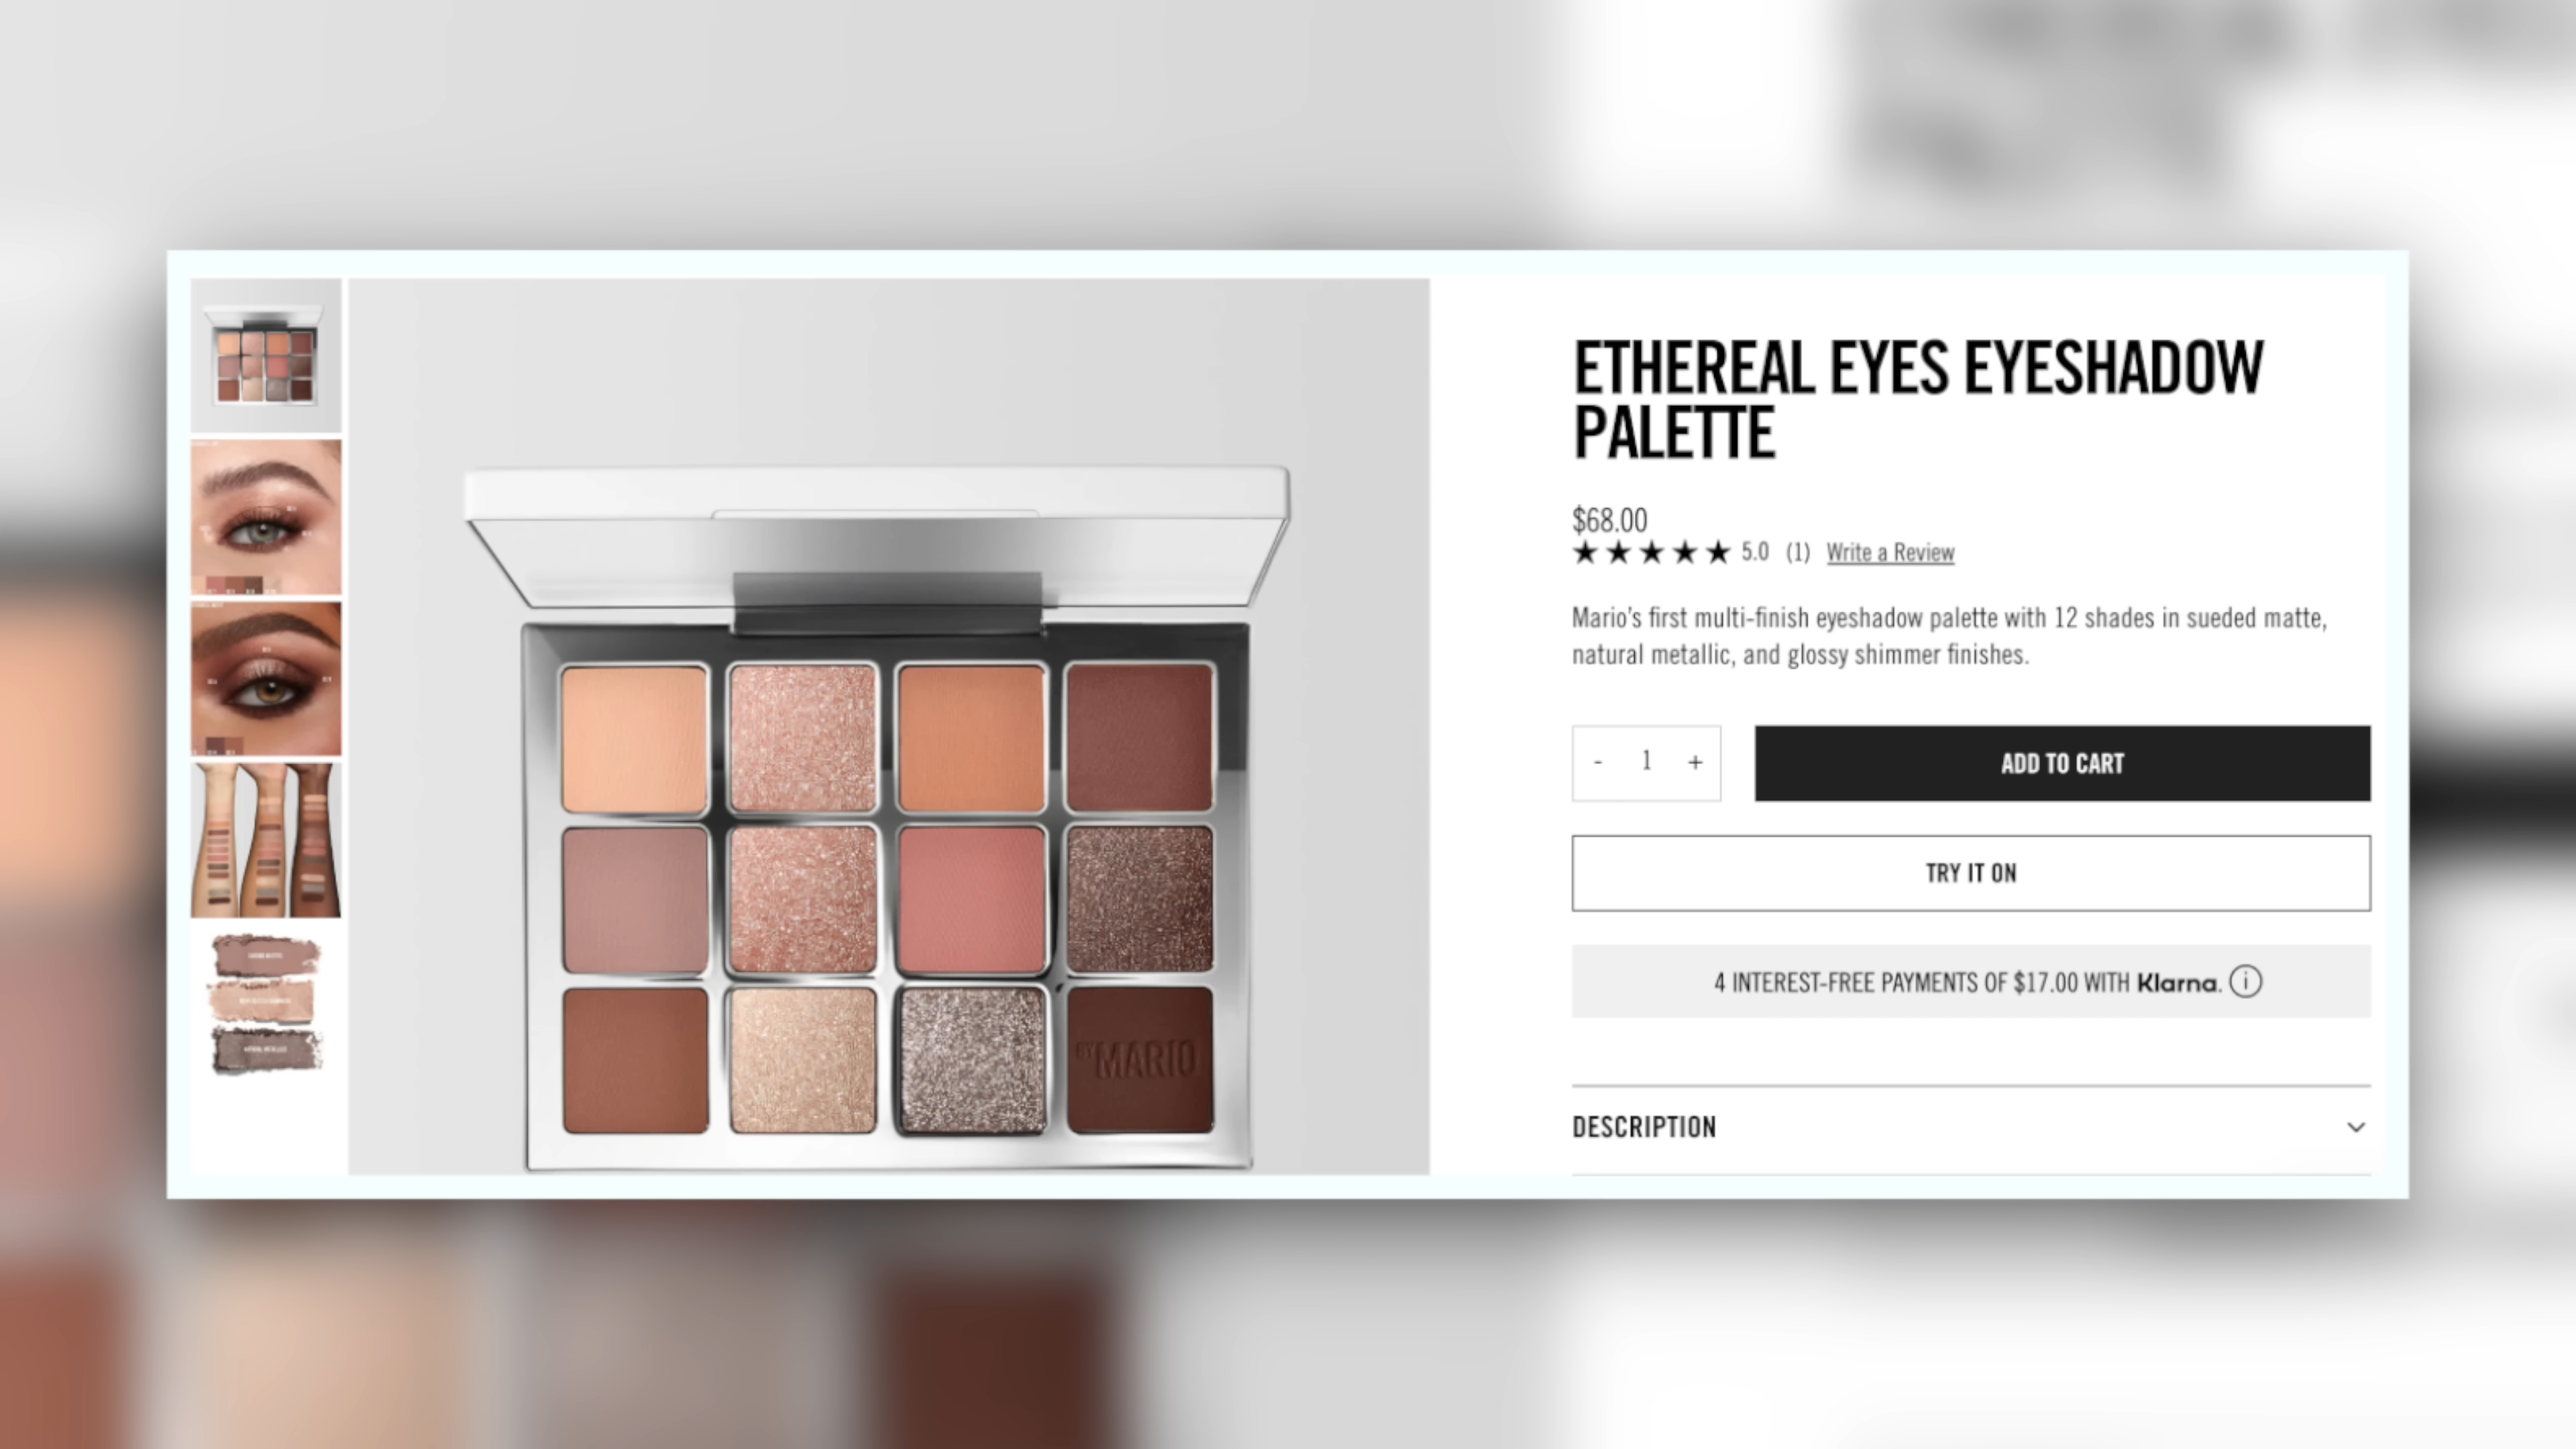 ETHEREAL EYES EYESHADOW
PALETTE
$68.00
★★★★★ 5.0 (1) Write a Review
Mario's first multi-finish eyeshadow palette with 12 shades in sueded matte,
natural metallic, and glossy shimmer finishes.
- 1 +
ADD TO CART
TRY IT ON
4 INTEREST-FREE PAYMENTS OF $17.00 WITH Klarna. i
DESCRIPTION
BY MARIO